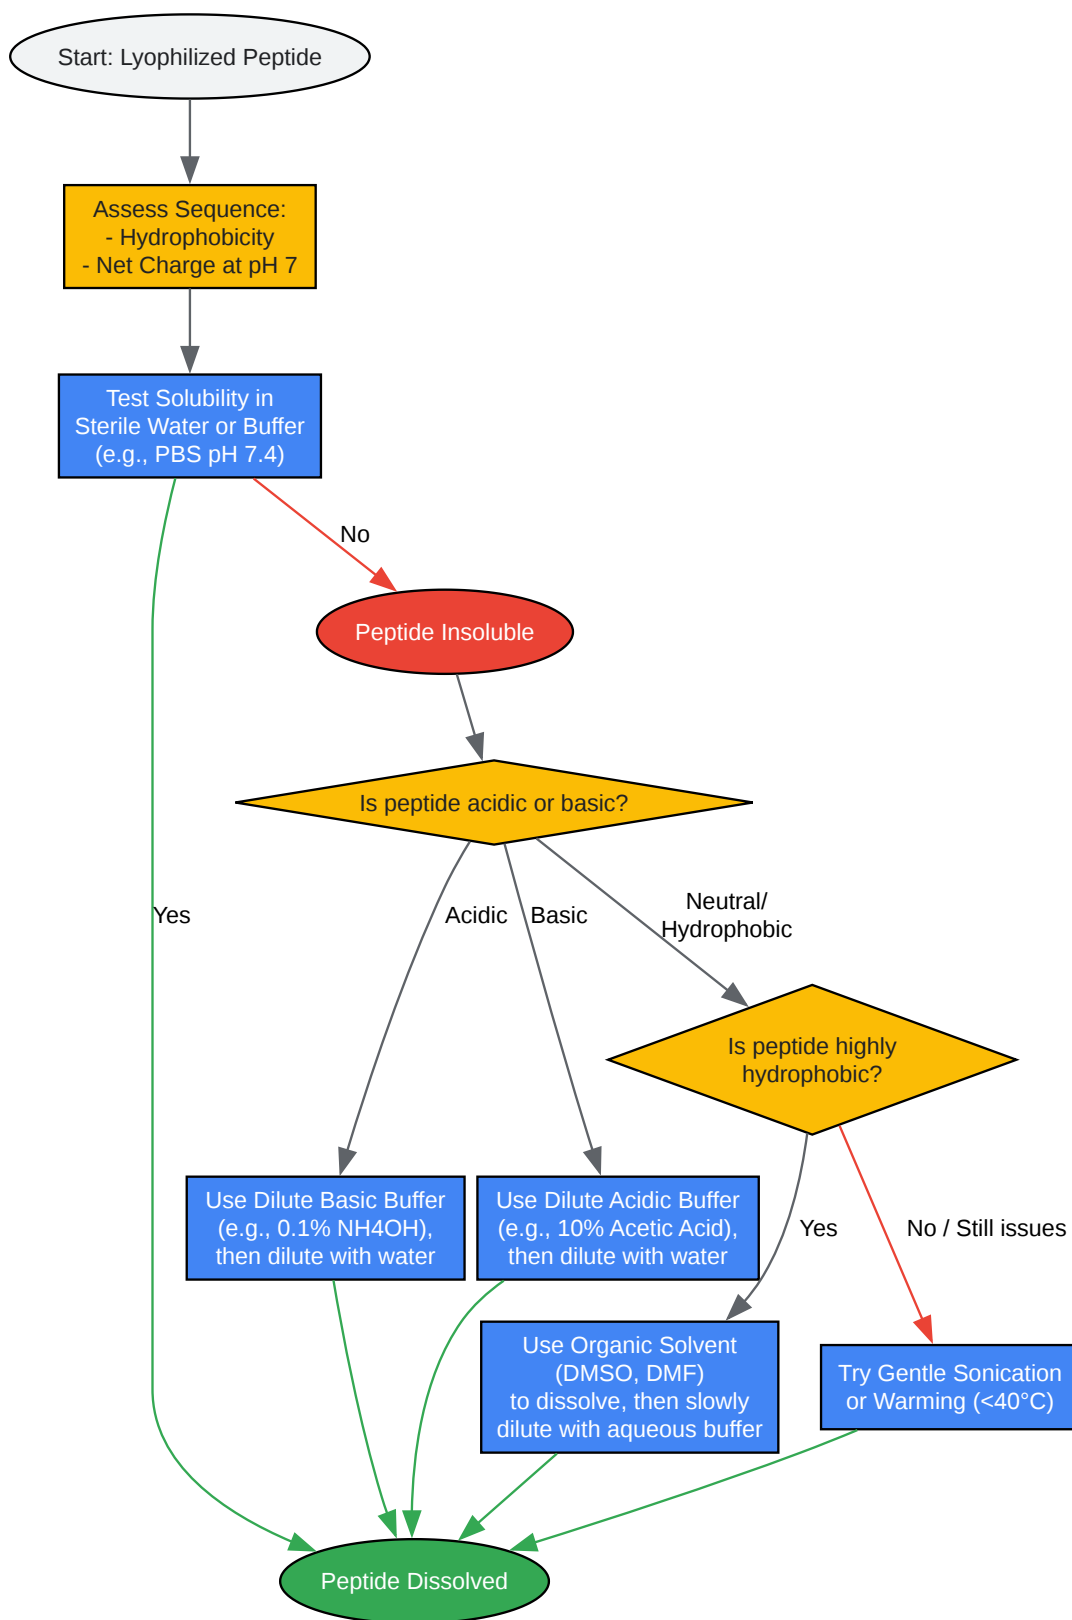 Start: Lyophilized Peptide
Assess Sequence:
- Hydrophobicity
- Net Charge at pH 7
Test Solubility in
Sterile Water or Buffer
(e.g., PBS pH 7.4)
No
Peptide Insoluble
Is peptide acidic or basic?
Yes
Acidic
Basic
Neutral/
Hydrophobic
Is peptide highly
hydrophobic?
Use Dilute Basic Buffer
(e.g., 0.1% NH4OH),
then dilute with water
Use Dilute Acidic Buffer
(e.g., 10% Acetic Acid),
then dilute with water
Yes
No / Still issues
Use Organic Solvent
(DMSO, DMF)
to dissolve, then slowly
dilute with aqueous buffer
Try Gentle Sonication
or Warming (<40°C)
Peptide Dissolved